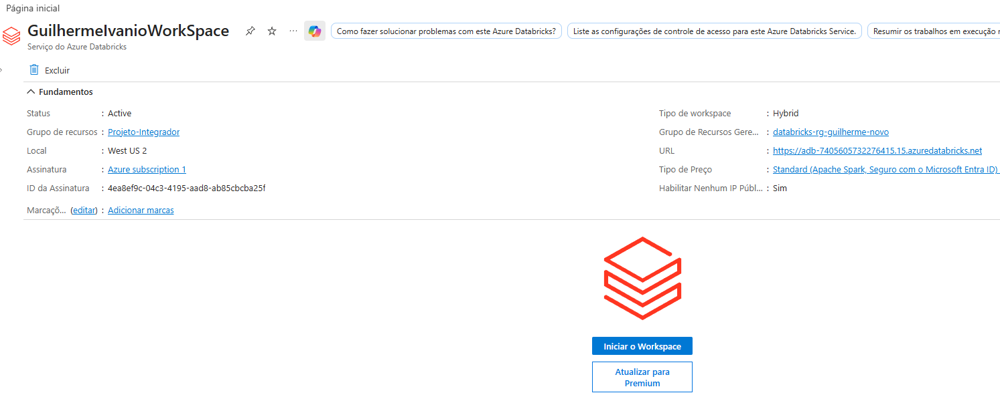 Página inicial
GuilhermeIvanioWorkSpace ... Como fazer solucionar problemas com este Azure Databricks? Liste as configurações de controle de acesso para este Azure Databricks Service. Resumir os trabalhos em execução
Serviço do Azure Databricks
Excluir
Fundamentos
Status : Active
Grupo de recursos : Projeto-Integrador
Local : West US 2
Assinatura : Azure subscription 1
ID da Assinatura : 4ea8ef9c-04c3-4195-aad8-ab85cbcba25f
Marcaçõ... (editar) : Adicionar marcas
Tipo de workspace : Hybrid
Grupo de Recursos Gere... : databricks-rg-guilherme-novo
URL : https://adb-7405605732276415.15.azuredatabricks.net
Tipo de Preço : Standard (Apache Spark, Seguro com o Microsoft Entra ID)
Habilitar Nenhum IP Públ... : Sim
Iniciar o Workspace
Atualizar para
Premium